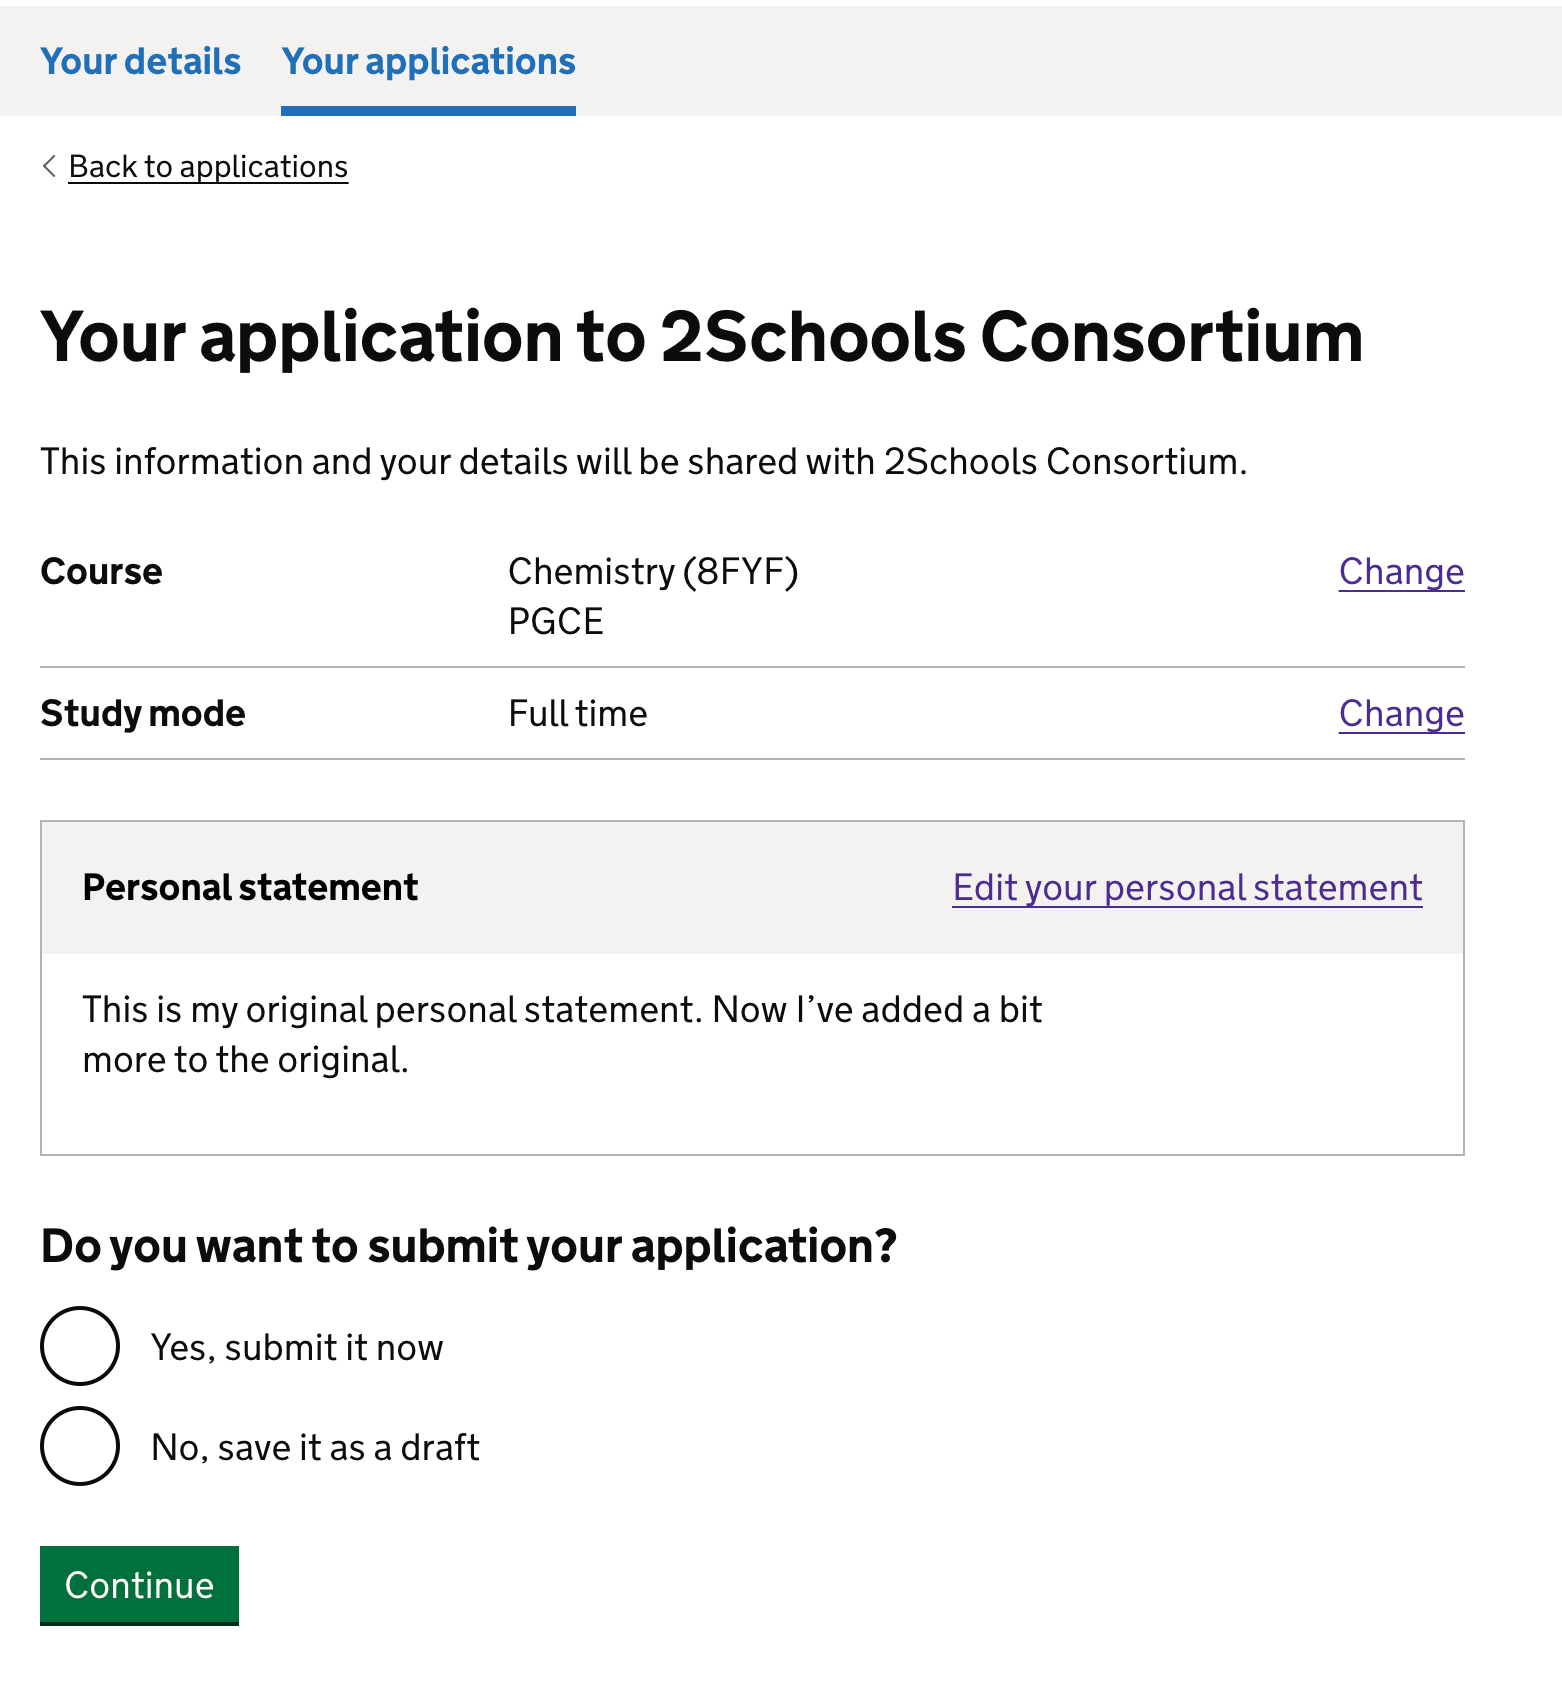 Your details Your applications
Back to applications
Your application to 2Schools Consortium
This information and your details will be shared with 2Schools Consortium.
Course Chemistry (8FYF) Change
PGCE
Study mode Full time Change
Personal statement Edit your personal statement
This is my original personal statement. Now I’ve added a bit
more to the original.
Do you want to submit your application?
Yes, submit it now
No, save it as a draft
Continue